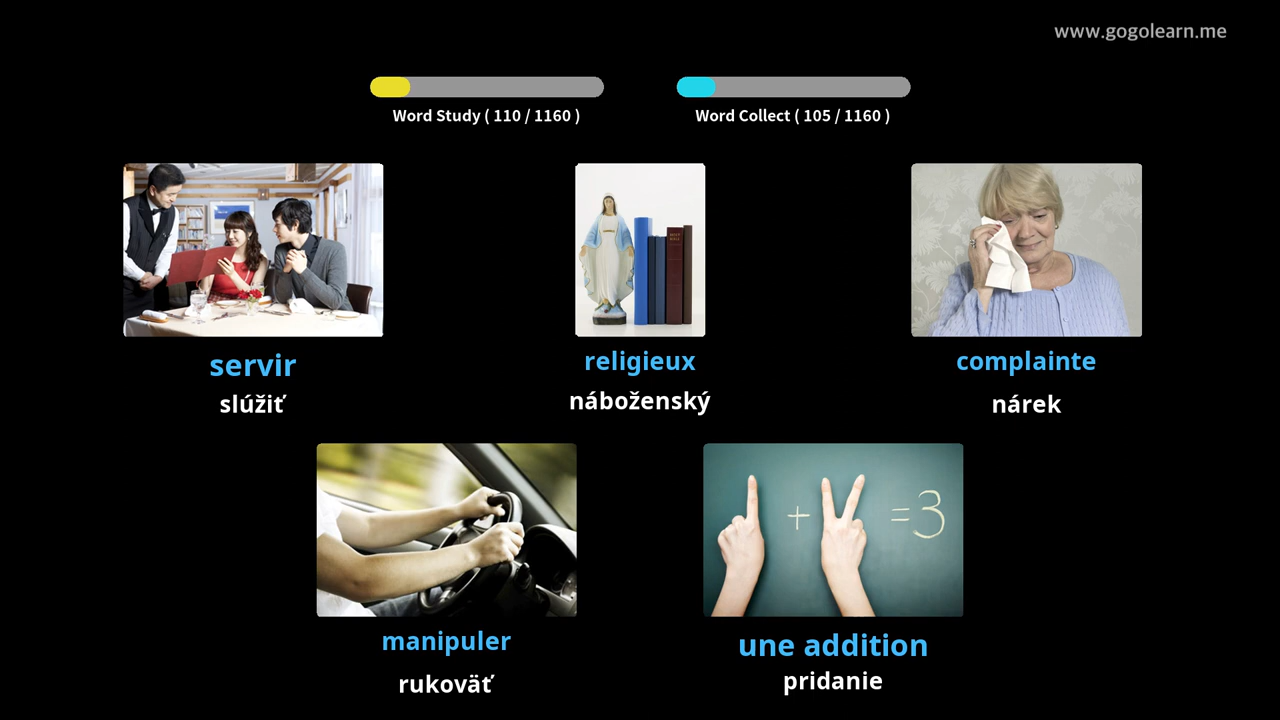 www.gogolearn.me
Word Study ( 110 / 1160 )
Word Collect ( 105 / 1160 )
servir
slúžiť
religieux
náboženský
complainte
nárek
manipuler
rukoväť
une addition
pridanie
+ =3